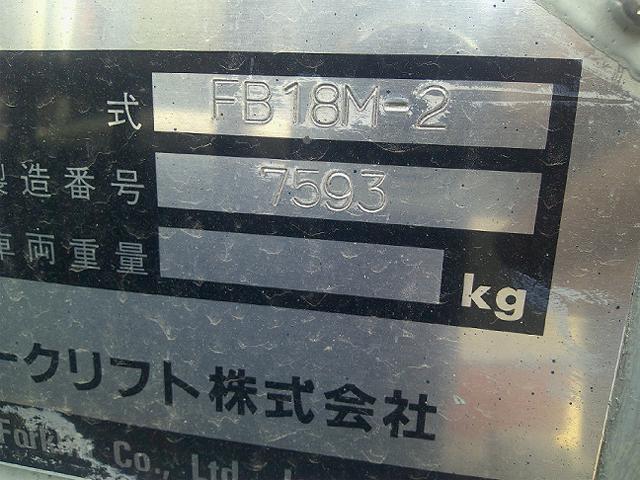 式 FB18M-2
製造番号 7593
車両重量 kg
ークリフト株式会社
Co., Ltd.